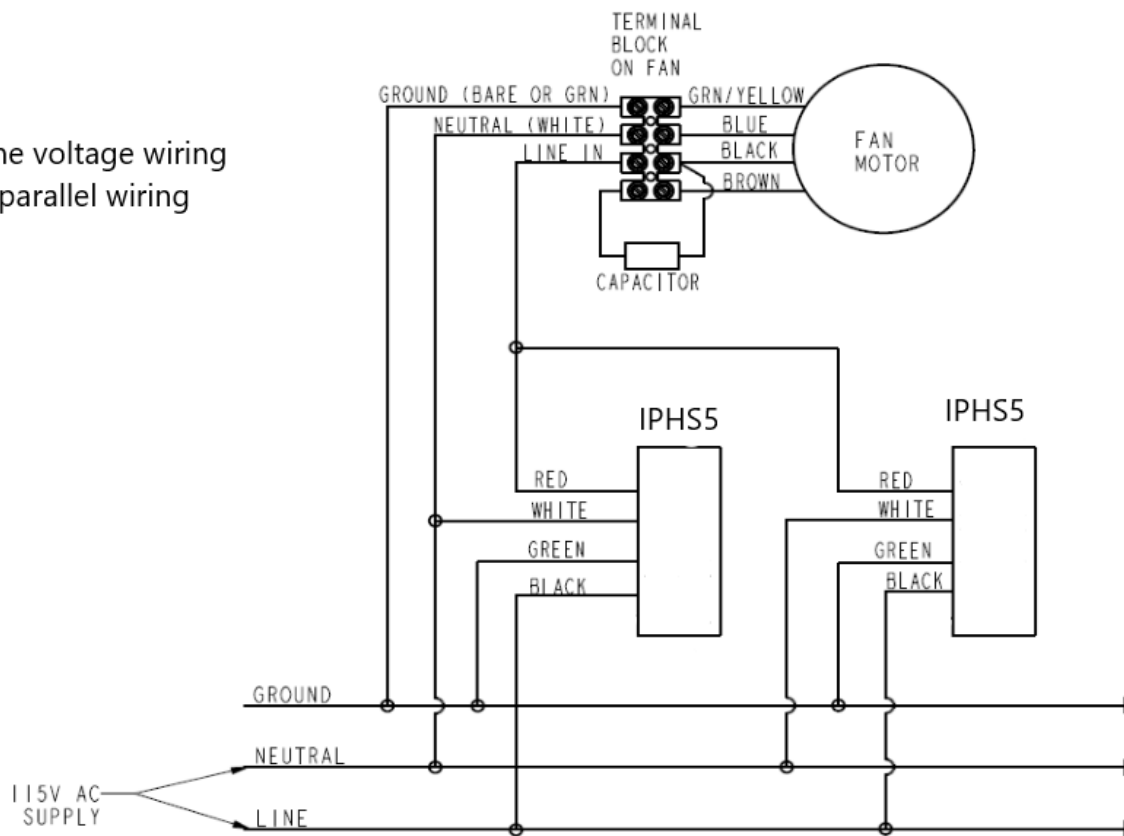 TERMINAL
BLOCK
ON FAN
GROUND (BARE OR GRN)
GRN/YELLOW
NEUTRAL (WHITE)
BLUE
LINE IN
BLACK
BROWN
FAN
MOTOR
voltage wiring
parallel wiring
CAPACITOR
IPHS5
IPHS5
RED
WHITE
GREEN
BLACK
RED
WHITE
GREEN
BLACK
GROUND
NEUTRAL
115V AC
SUPPLY
LINE